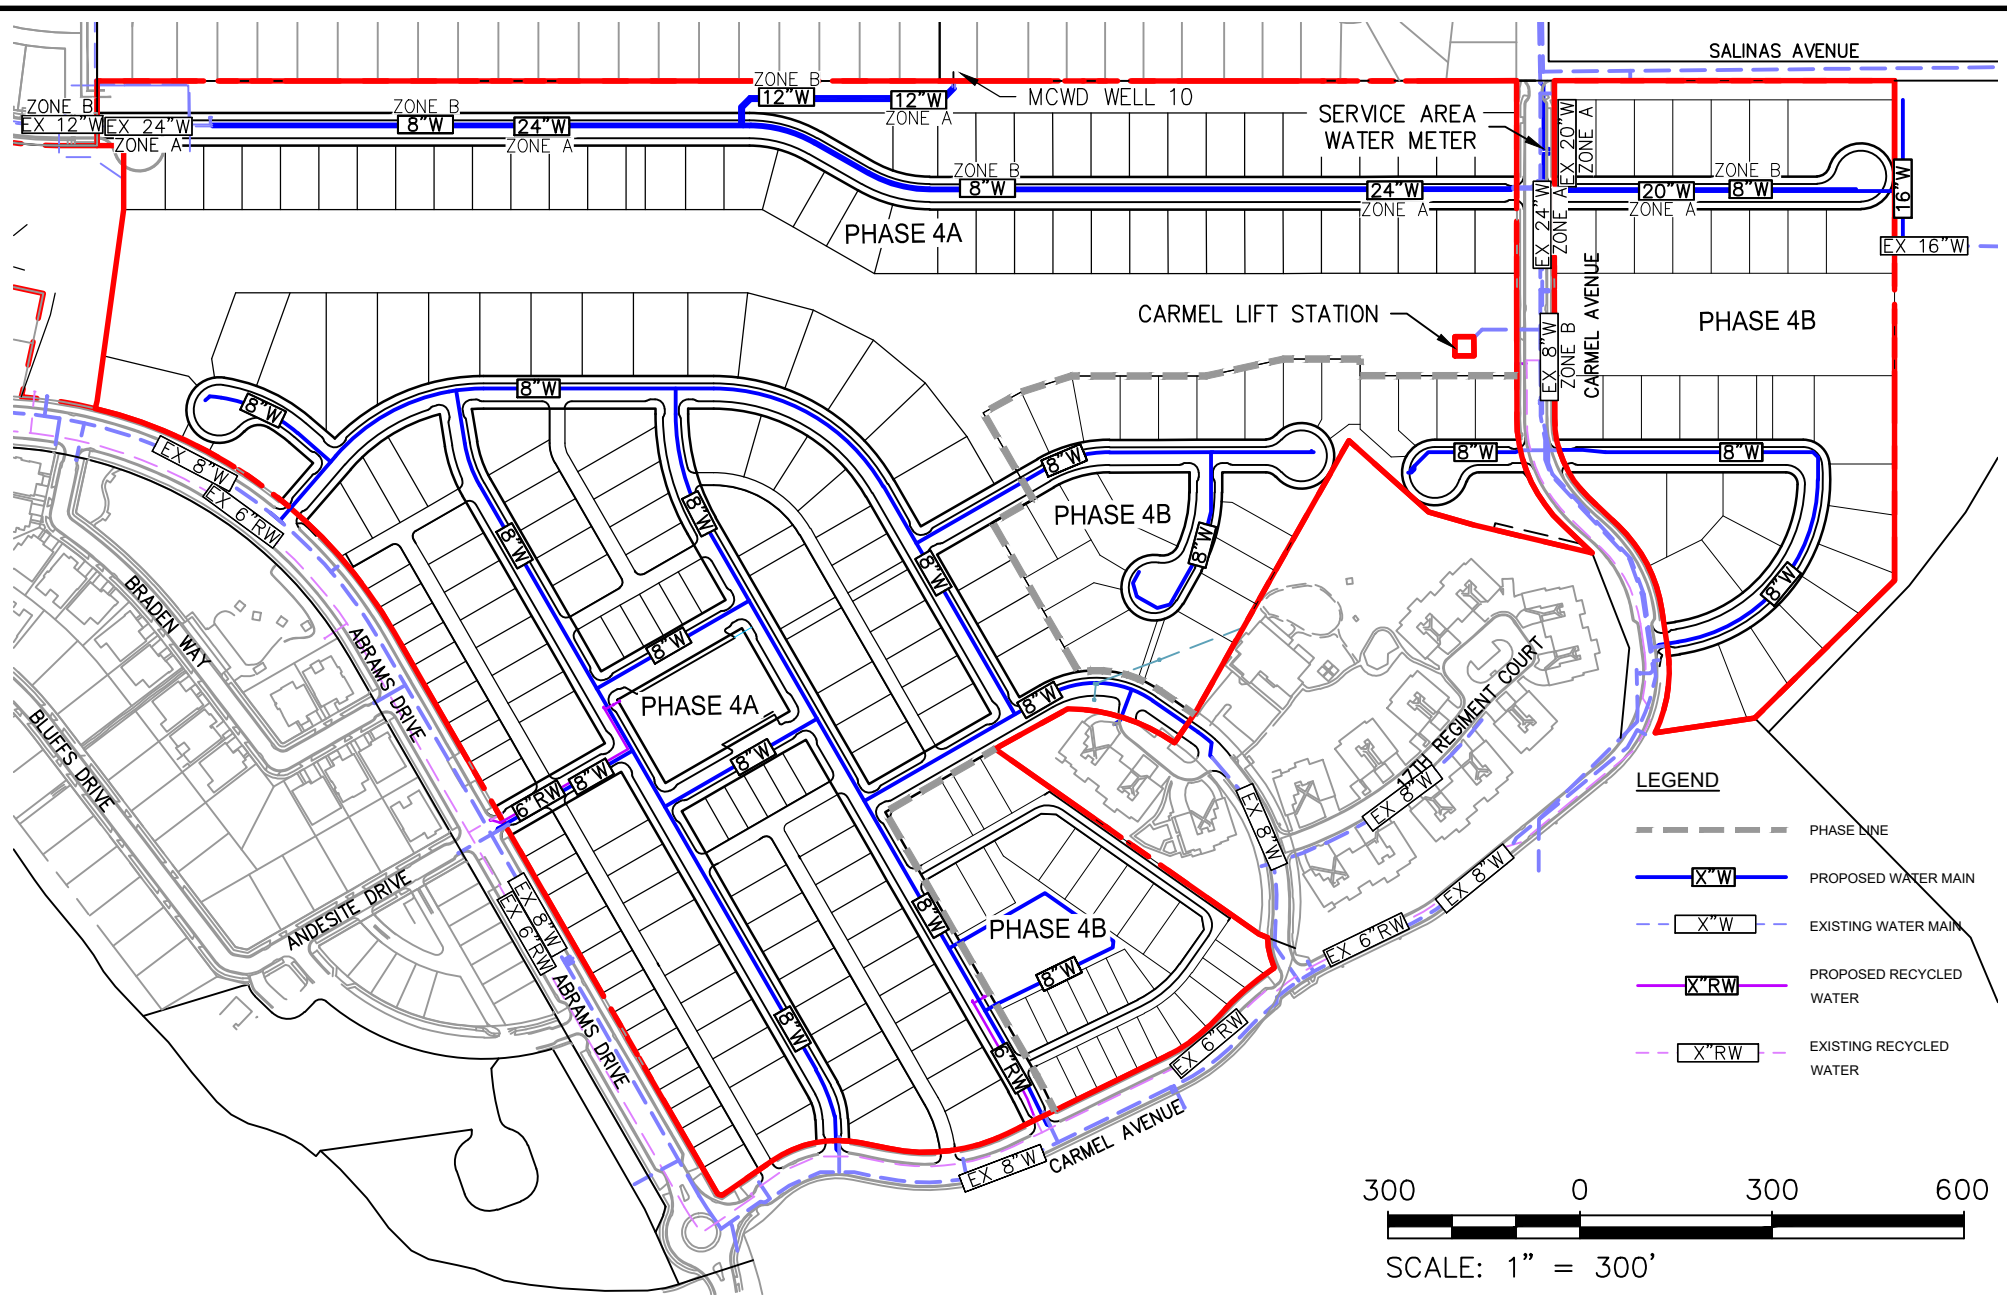 SALINAS AVENUE
ZONE B
12"W
12"W
ZONE A
MCWD WELL 10
ZONE B
EX 12"W
EX 24"W
ZONE A
ZONE B
8"W
24"W
ZONE A
SERVICE AREA
WATER METER
EX 20"W
ZONE A
ZONE B
8"W
24"W
ZONE A
ZONE B
20"W
8"W
ZONE A
16"W
EX 16"W
EX 24"W
ZONE A
PHASE 4A
CARMEL AVENUE
CARMEL LIFT STATION
EX 8"W
ZONE B
PHASE 4B
8"W
8"W
8"W
8"W
8"W
EX 8"W
EX 6"RW
8"W
8"W
8"W
PHASE 4B
8"W
8"W
BRADEN WAY
ABRAMS DRIVE
8"W
PHASE 4A
8"W
8"W
BLUFFS DRIVE
6"RW
8"W
17TH REGIMENT COURT
EX 8"W
EX 8"W
EX 8"W
ANDESITE DRIVE
EX 8"W
EX 6"RW
ABRAMS DRIVE
8"W
PHASE 4B
8"W
EX 6"RW
8"W
6"RW
EX 6"RW
EX 8"W
CARMEL AVENUE
LEGEND
PHASE LINE
X"W
PROPOSED WATER MAIN
X"W
EXISTING WATER MAIN
X"RW
PROPOSED RECYCLED
WATER
X"RW
EXISTING RECYCLED
WATER
300 0 300 600
SCALE: 1" = 300'